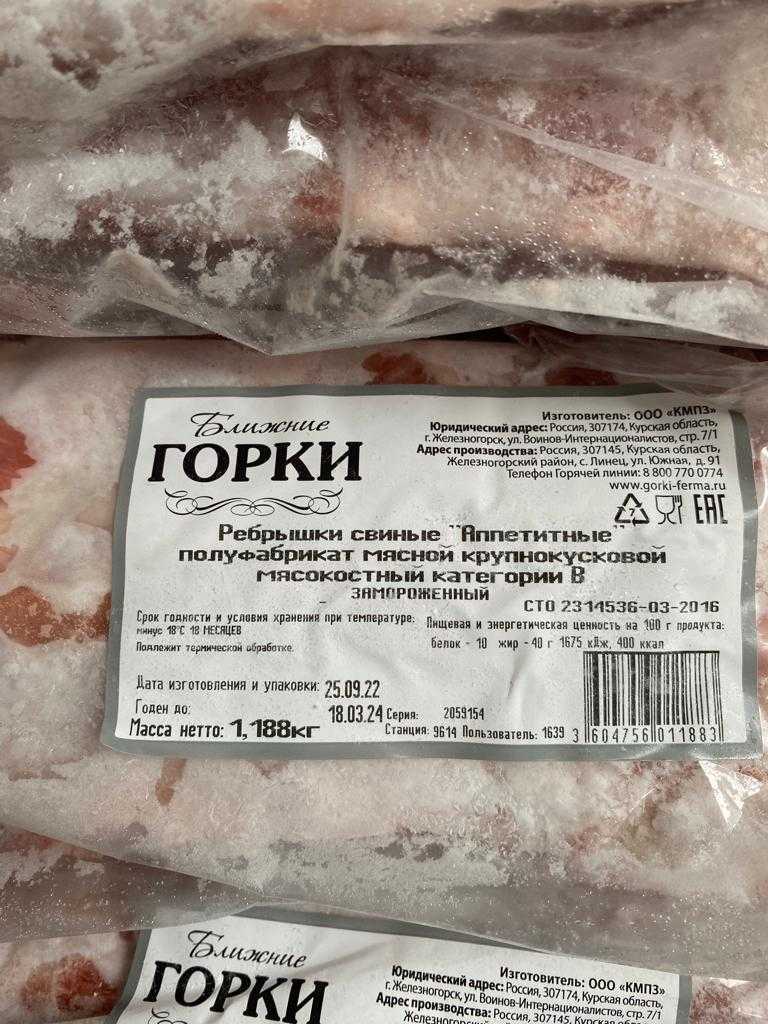 Ближние
ГОРКИ
Изготовитель: ООО «КМПЗ»
Юридический адрес: Россия, 307174, Курская область,
г. Железногорск, ул. Воинов-Интернационалистов, стр. 7/1
Адрес производства: Россия, 307145, Курская область,
Железногорский район, с. Линец, ул. Южная, д. 91
Телефон Горячей линии: 8 800 770 0774
www.gorki-ferma.ru
7
ЕАС
Ребрышки свиные "Аппетитные"
полуфабрикат мясной крупнокусковой
мясокостный категории В
ЗАМОРОЖЕННЫЙ
СТО 2314536-03-2016
Срок годности и условия хранения при температуре:
минус 18°С 18 МЕСЯЦЕВ
Подлежит термической обработке.
Пищевая и энергетическая ценность на 100 г продукта:
белок - 10 жир - 40 г 1675 кДж, 400 ккал
Дата изготовления и упаковки: 25.09.22
Годен до: 18.03.24 Серия: 2059154
Масса нетто: 1,188кг Станция: 9614 Пользователь: 1639
3 604756 011883
Ближние
ГОРКИ
Изготовитель: ООО «КМПЗ»
Юридический адрес: Россия, 307174, Курская область,
г. Железногорск, ул. Воинов-Интернационалистов, стр. 7/1
Адрес производства: Россия, 307145, Курская область,